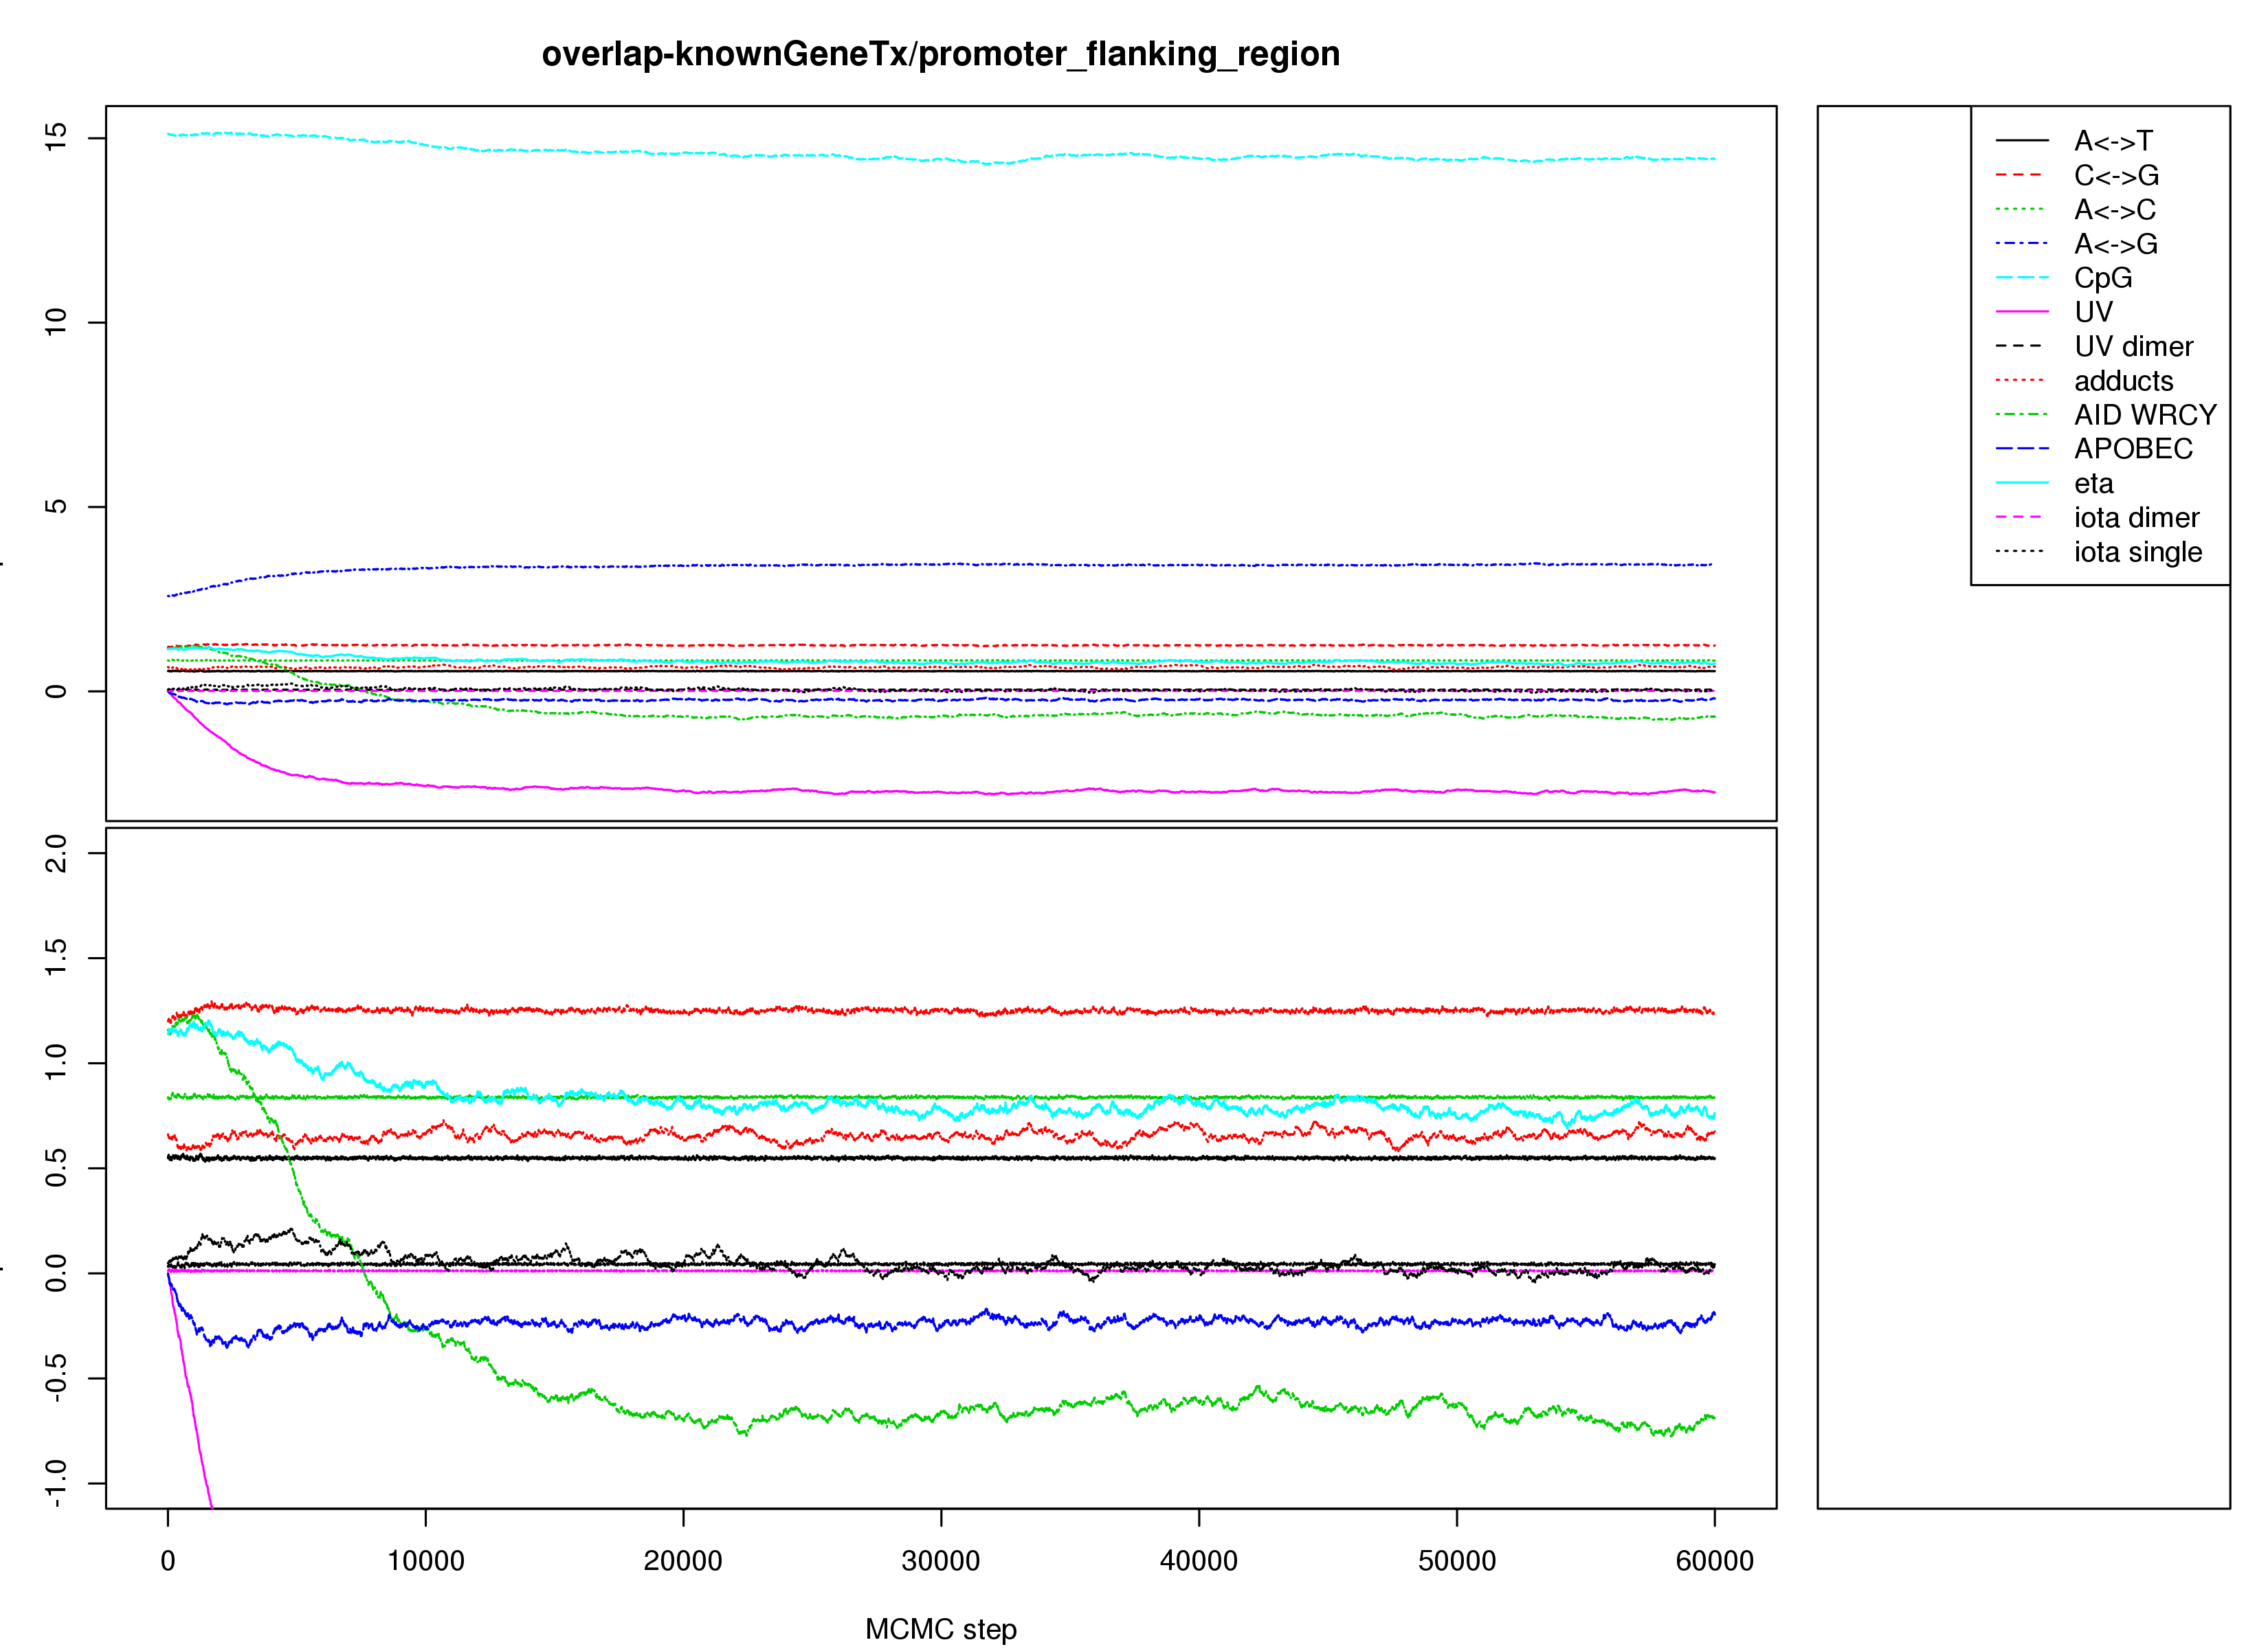 overlap-knownGeneTx/promoter_flanking_region
15
10
5
0
A<->T
C<->G
A<->C
A<->G
CpG
UV
UV dimer
adducts
AID WRCY
APOBEC
eta
iota dimer
iota single
2.0
1.5
1.0
0.5
0.0
-0.5
-1.0
0 10000 20000 30000 40000 50000 60000
MCMC step